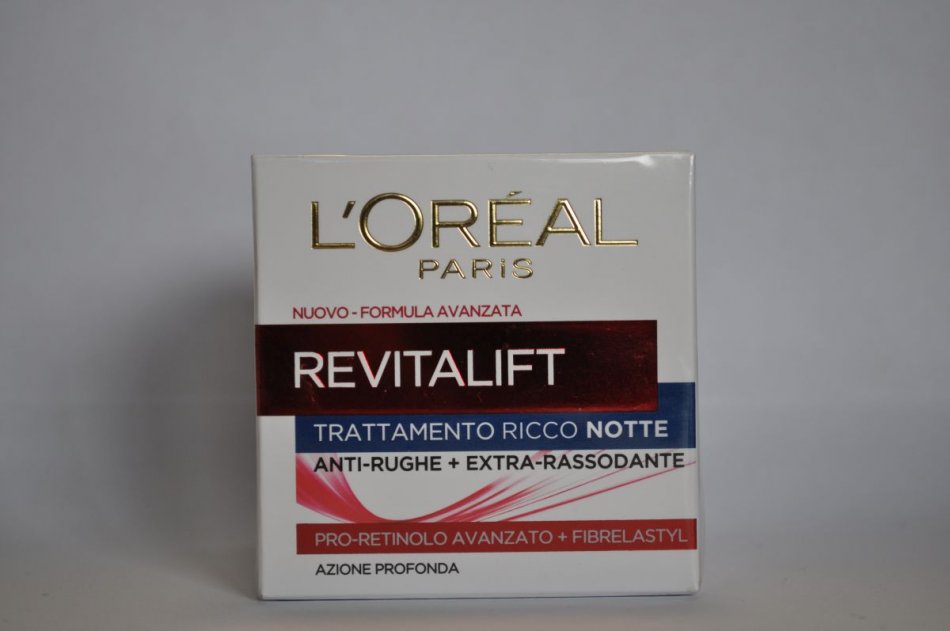 L'ORÉAL
PARiS
NUOVO - FORMULA AVANZATA
REVITALIFT
TRATTAMENTO RICCO NOTTE
ANTI-RUGHE + EXTRA-RASSODANTE
PRO-RETINOLO AVANZATO + FIBRELASTYL
AZIONE PROFONDA